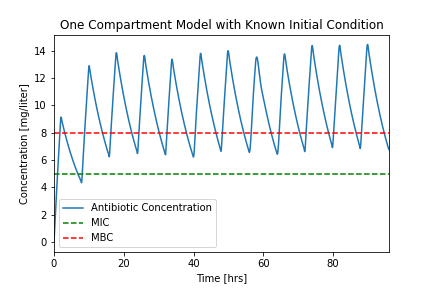 One Compartment Model with Known Initial Condition
Concentration [mg/liter]
14
12
10
8
6
4
2
0
Antibiotic Concentration
MIC
MBC
0 20 40 60 80
Time [hrs]